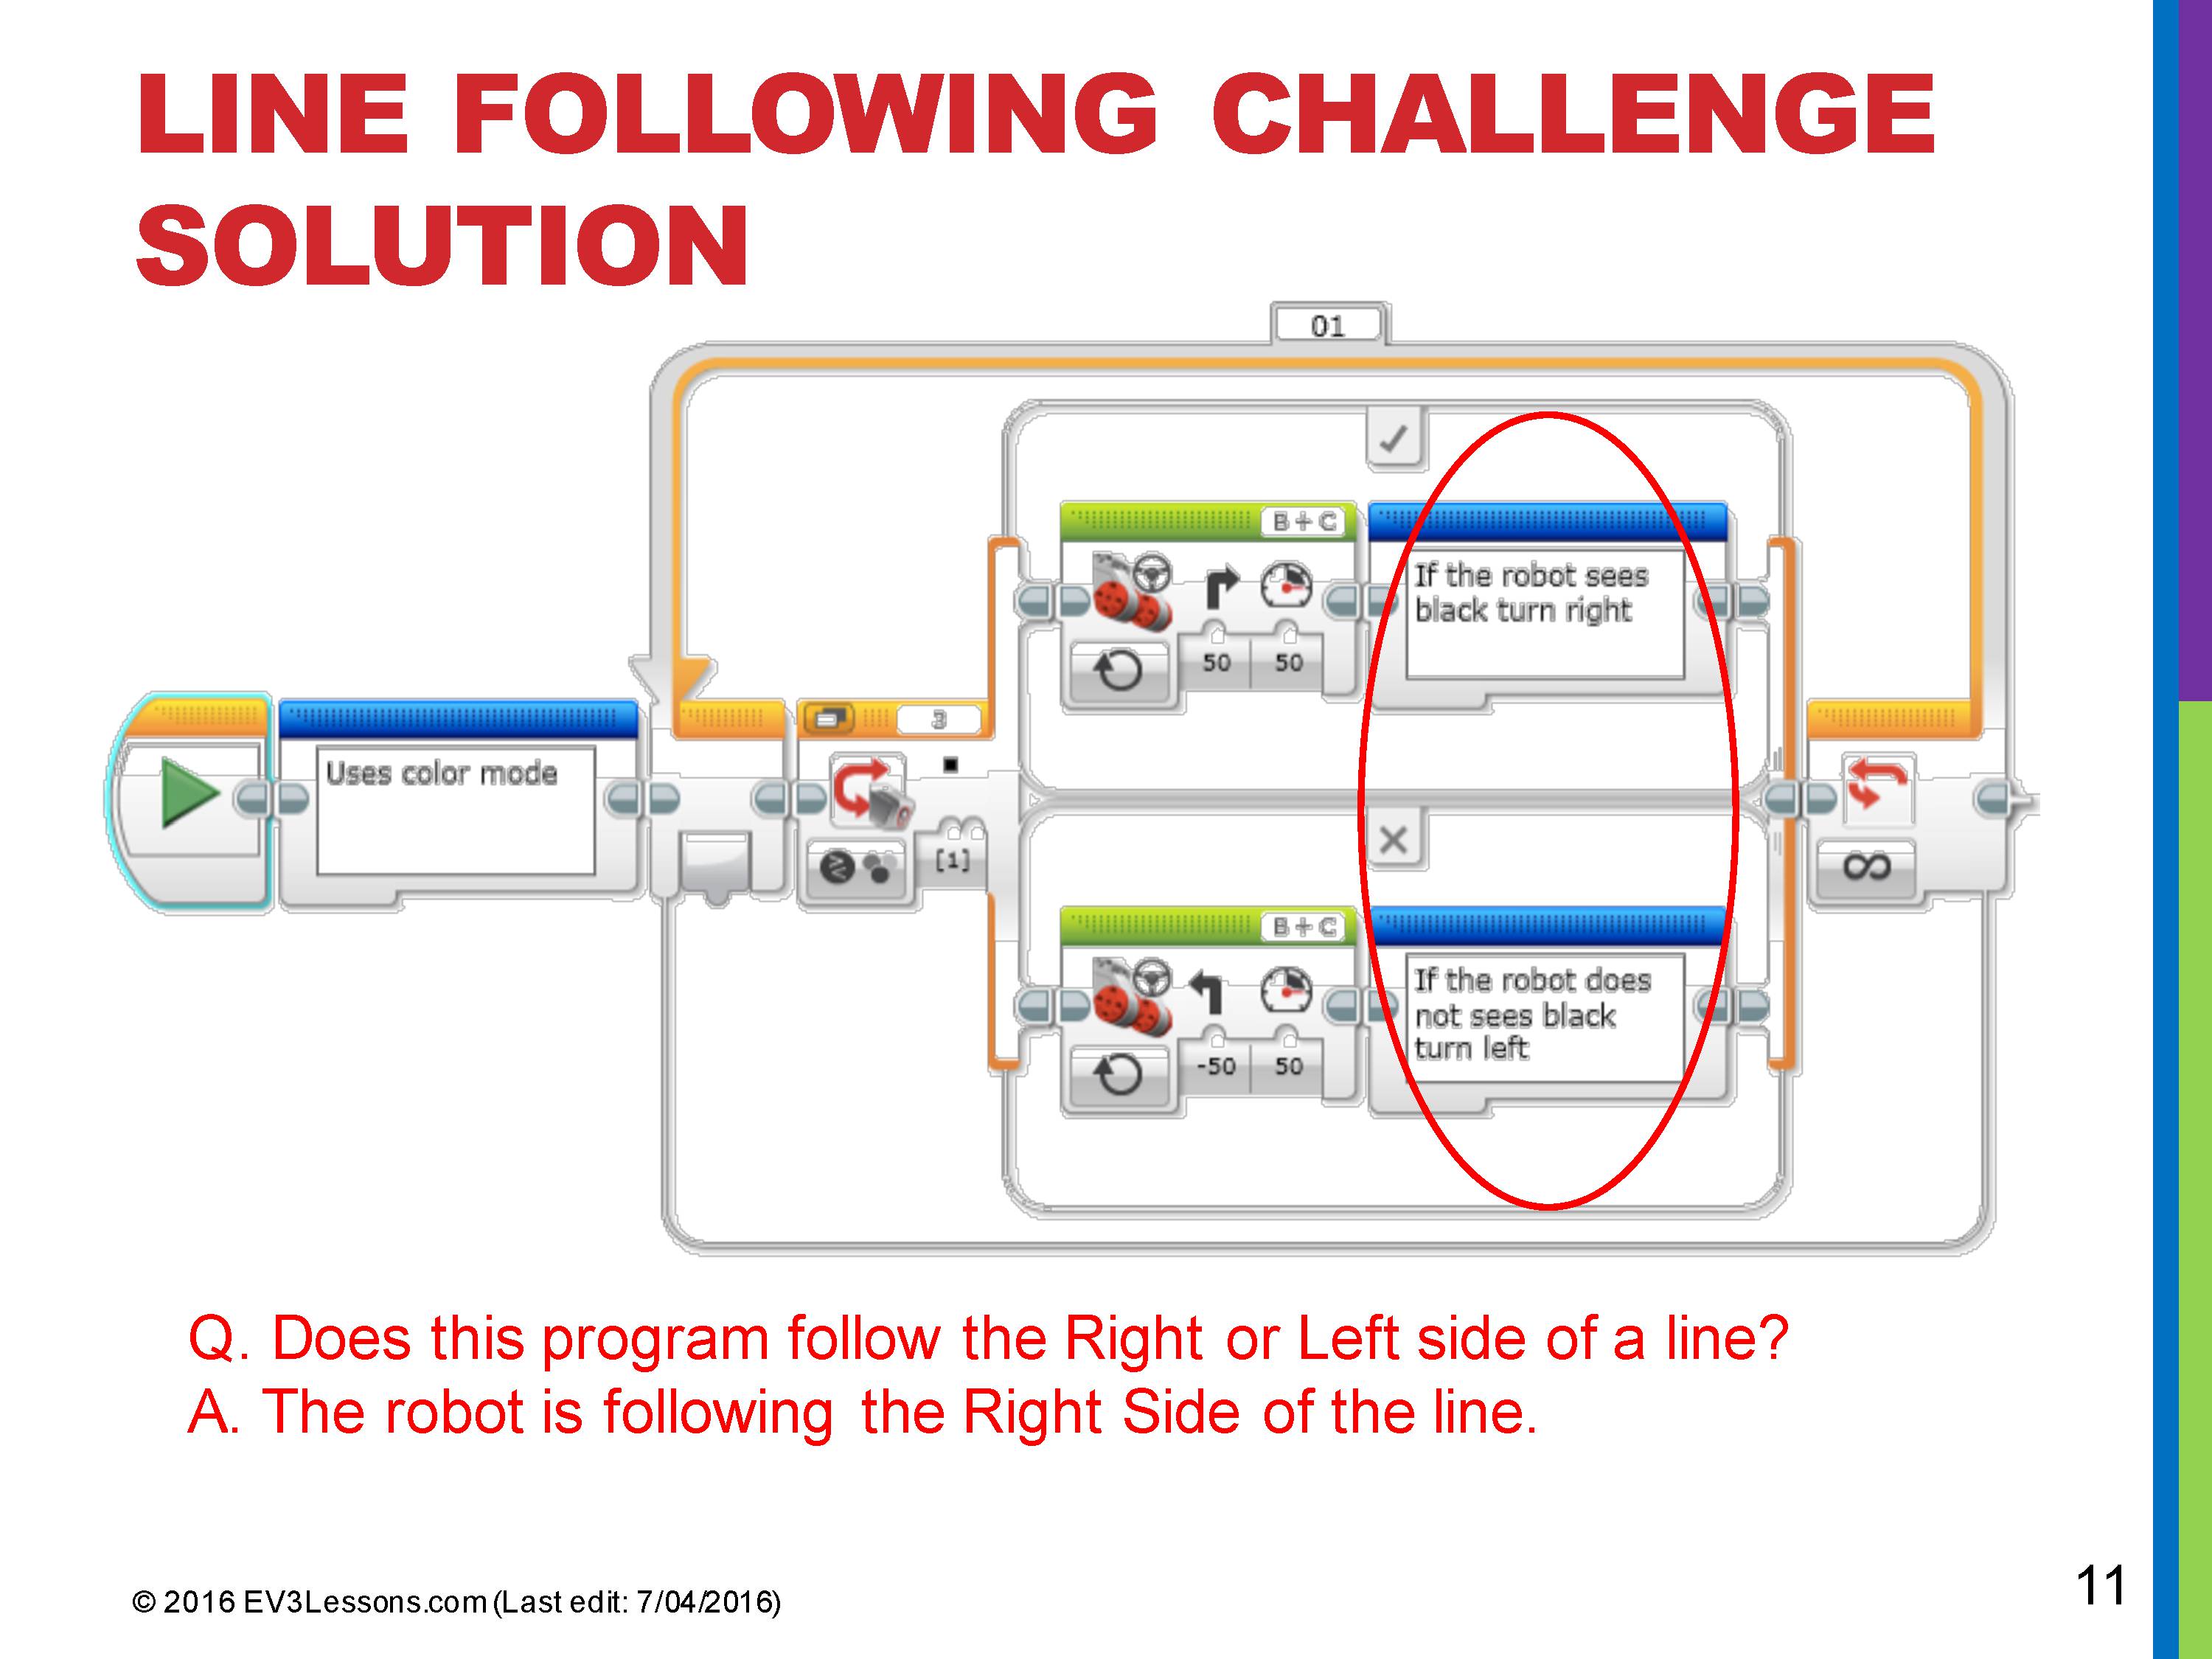 LINE FOLLOWING CHALLENGE
SOLUTION
01
B + C
If the robot sees
black turn right
50 50
3
Uses color mode
[1]
B + C
If the robot does
not sees black
turn left
-50 50
Q. Does this program follow the Right or Left side of a line?
A. The robot is following the Right Side of the line.
© 2016 EV3Lessons.com (Last edit: 7/04/2016)
11